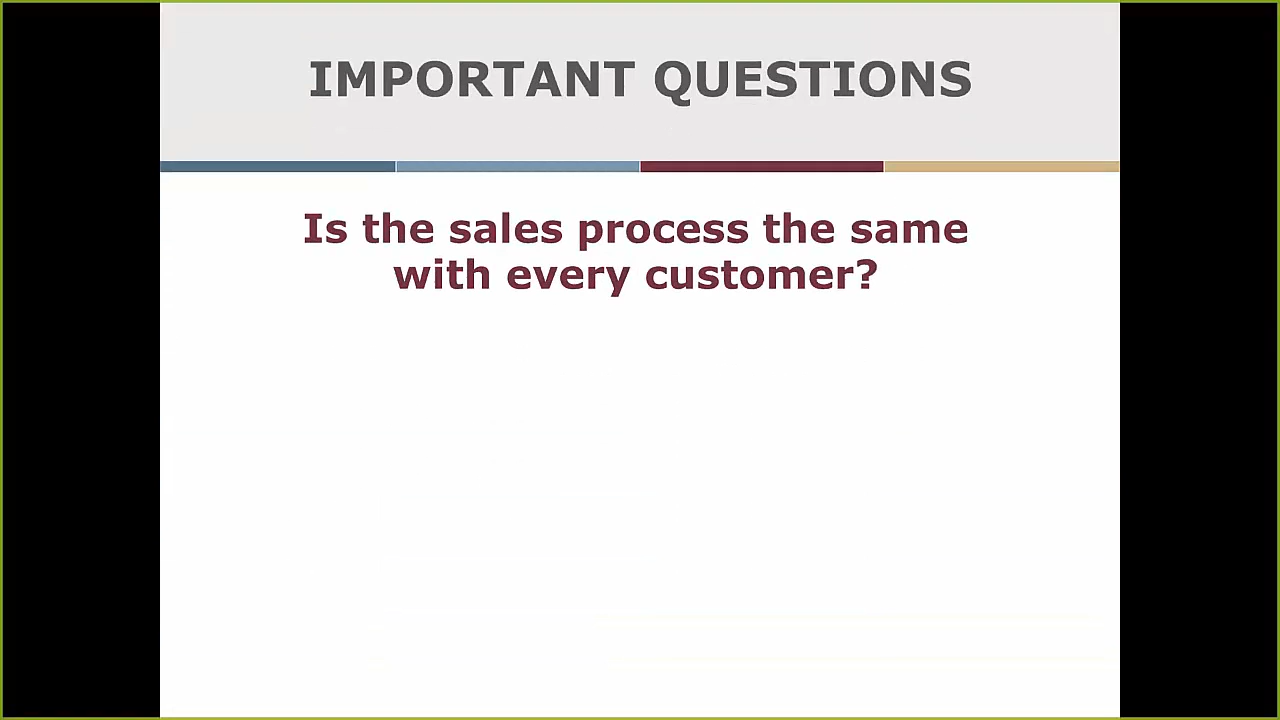 IMPORTANT QUESTIONS
Is the sales process the same
with every customer?